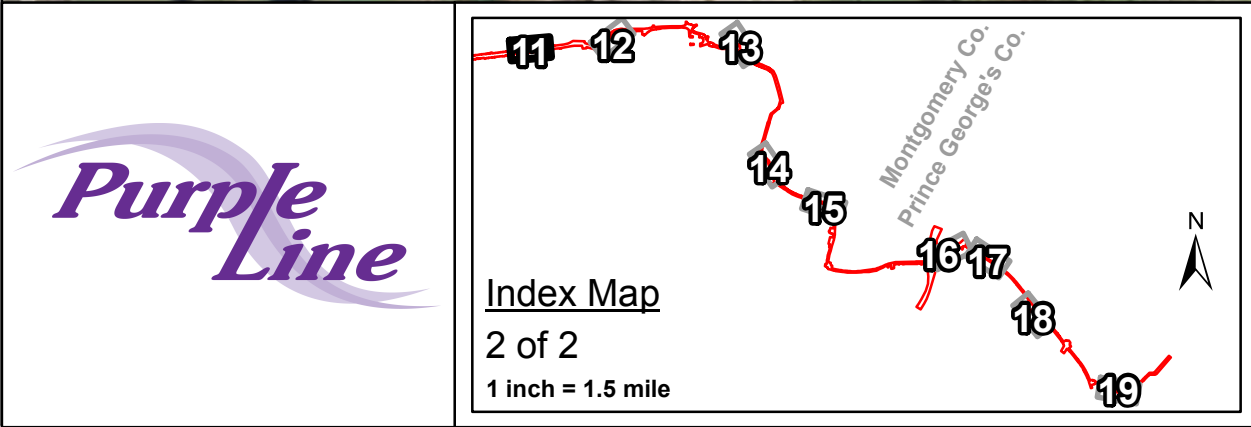 Purple
Line
11
12
13
14
15
16
17
18
19
Montgomery Co.
Prince George's Co.
N
Index Map
2 of 2
1 inch = 1.5 mile